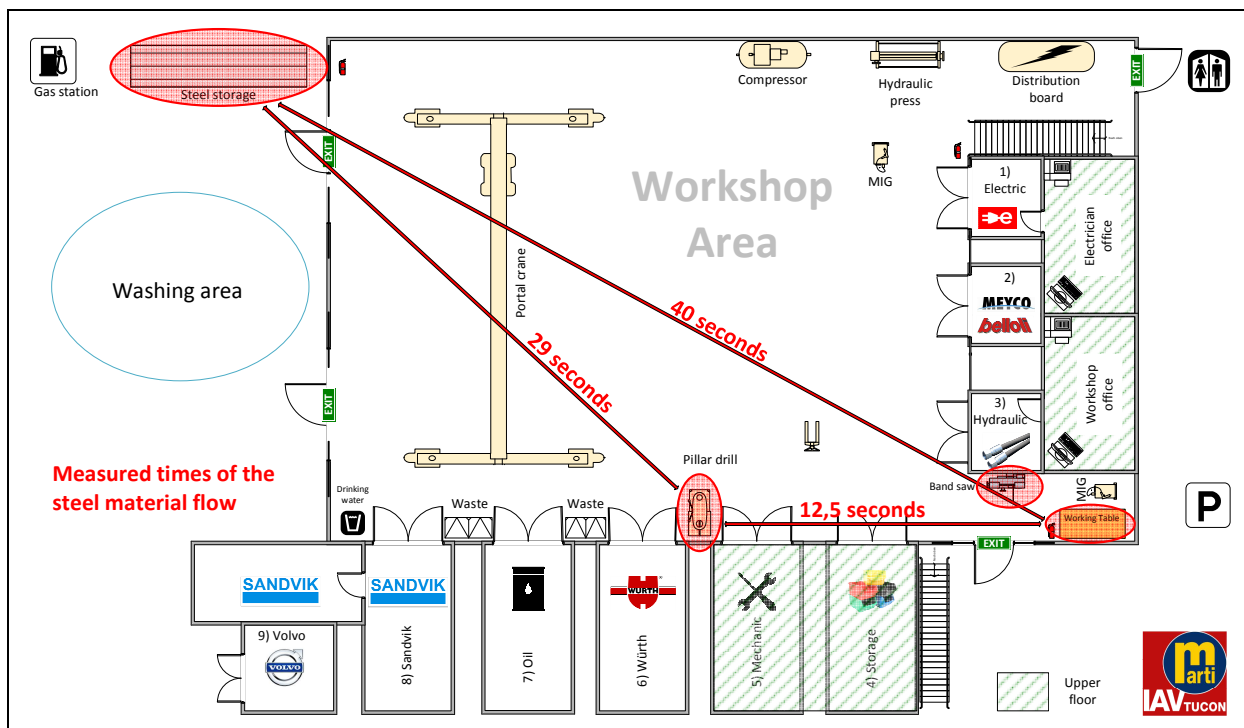 Gas station
Steel storage
EXIT
Compressor
Hydraulic
press
Distribution
board
EXIT
MIG
Workshop
Area
1)
Electric
e
Electrician
office
Washing area
Portal crane
2)
MEYCO
belloli
40 seconds
29 seconds
EXIT
3)
Hydraulic
Workshop
office
Measured times of the
steel material flow
Pillar drill
Band saw
MIG
Drinking
water
Waste
Waste
12,5 seconds
Working Table
P
EXIT
SANDVIK
SANDVIK
WÜRTH
9) Volvo
VOLVO
8) Sandvik
7) Oil
6) Würth
5) Mechanic
4) Storage
Upper
floor
marti
IAV TUCON